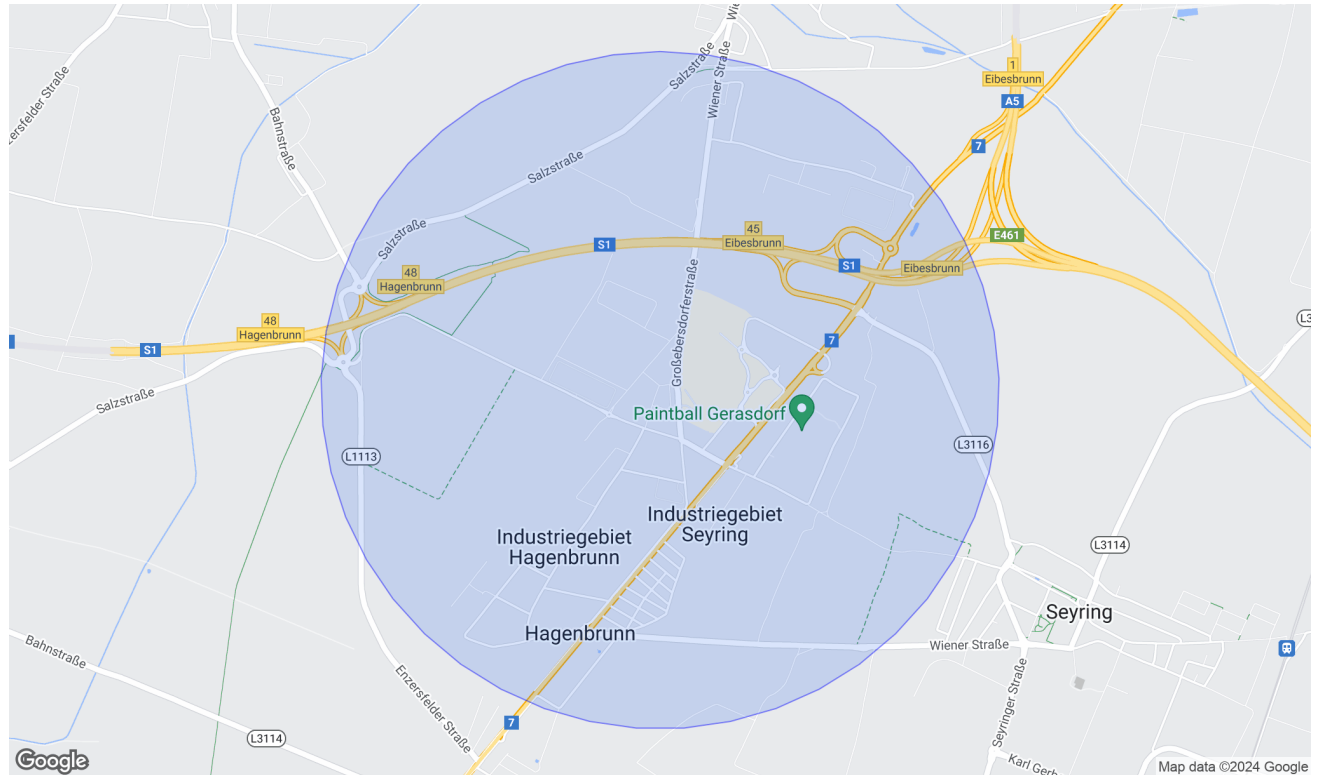 Wiener Straße
Salzstraße
1
Eibesbrunn
A5
Enzersfelder Straße
Bahnstraße
7
Salzstraße
Salzstraße
45
Eibesbrunn
E461
S1
S1
Eibesbrunn
48
Hagenbrunn
48
Hagenbrunn
S1
7
Großebersdorferstraße
Salzstraße
Paintball Gerasdorf
L1113
L3116
Industriegebiet
Seyring
Industriegebiet
Hagenbrunn
L3114
Seyring
Hagenbrunn
Wiener Straße
Bahnstraße
Enzersfelder Straße
Seyringer Straße
7
L3114
Google
Map data ©2024 Google